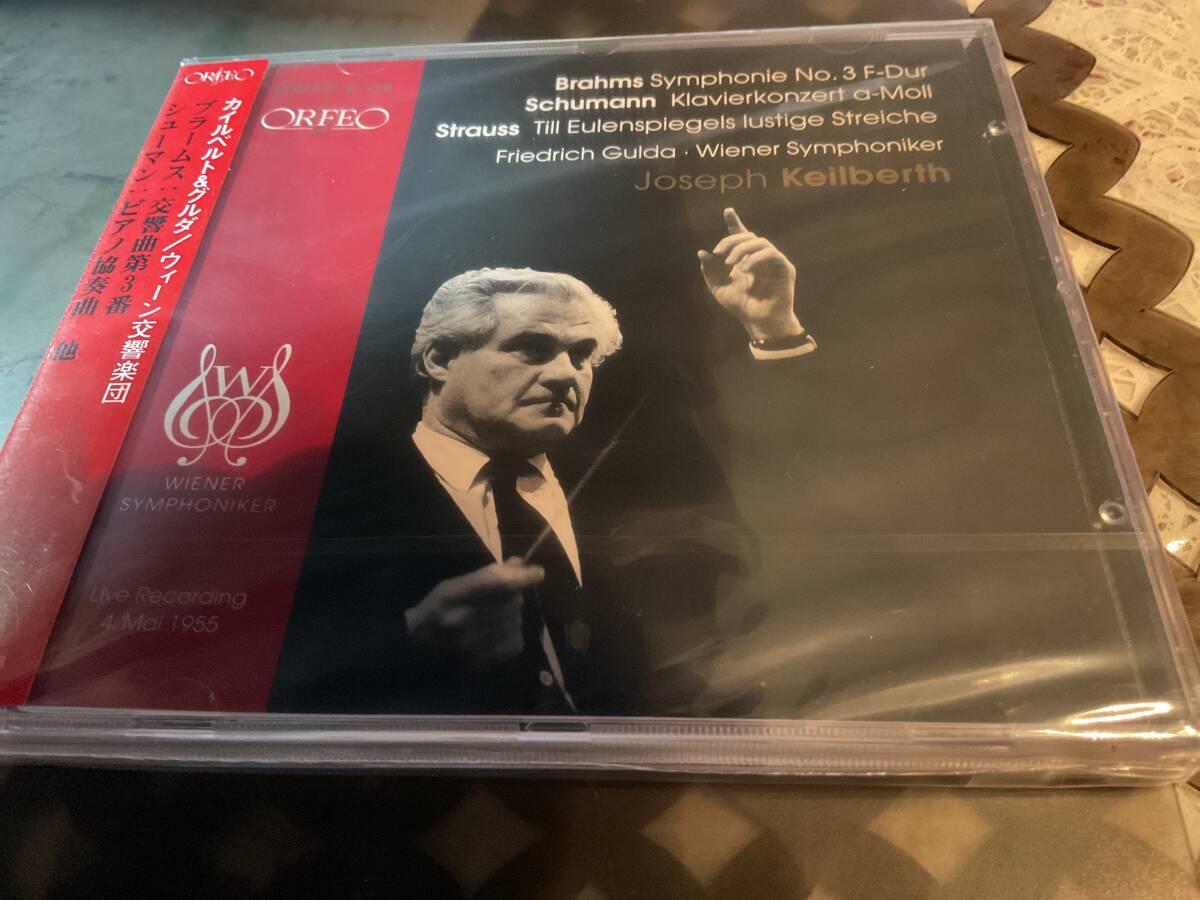 ORFEO
カイルベルト&グルダ/ウィーン交響楽団
ブラームス:交響曲第3番
シューマン:ピアノ協奏曲 他
ORFEO
Brahms Symphonie No. 3 F-Dur
Schumann Klavierkonzert a-Moll
Strauss Till Eulenspiegels lustige Streiche
Friedrich Gulda · Wiener Symphoniker
Joseph Keilberth
WIENER
SYMPHONIKER
Live Recording
4. Mai 1955